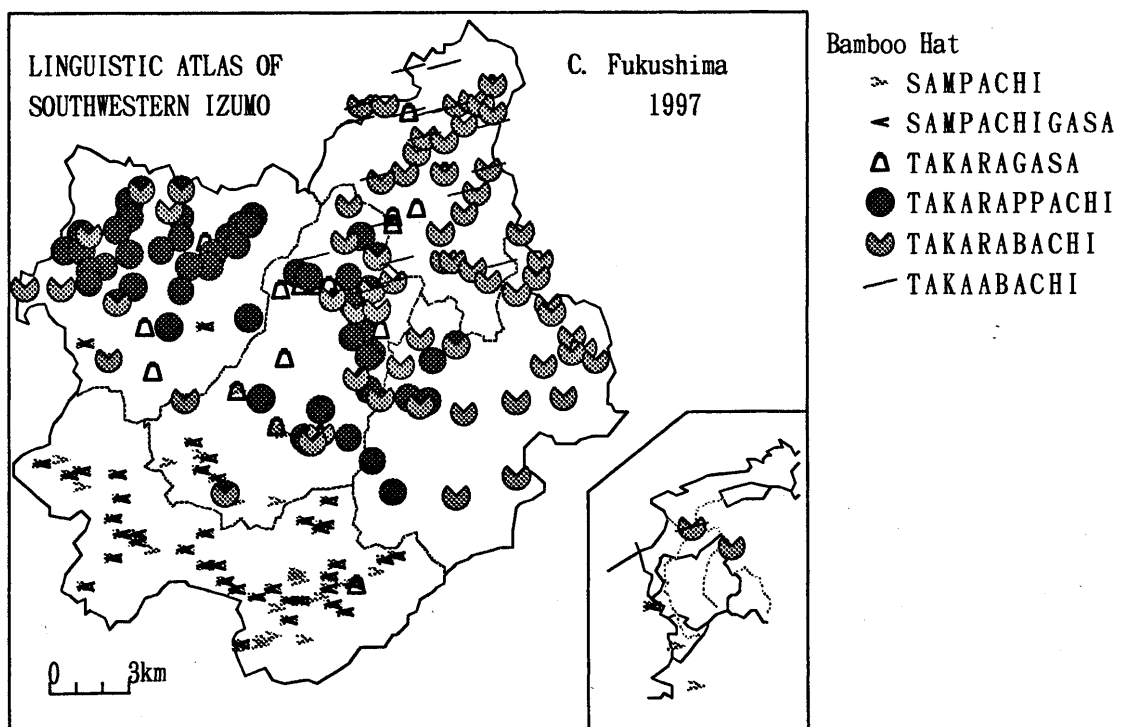 LINGUISTIC ATLAS OF
SOUTHWESTERN IZUMO
C. Fukushima
1997
Bamboo Hat
SAMPACHI
SAMPACHIGASA
TAKARAGASA
TAKARAPPACHI
TAKARABACHI
TAKAABACHI
0 3km